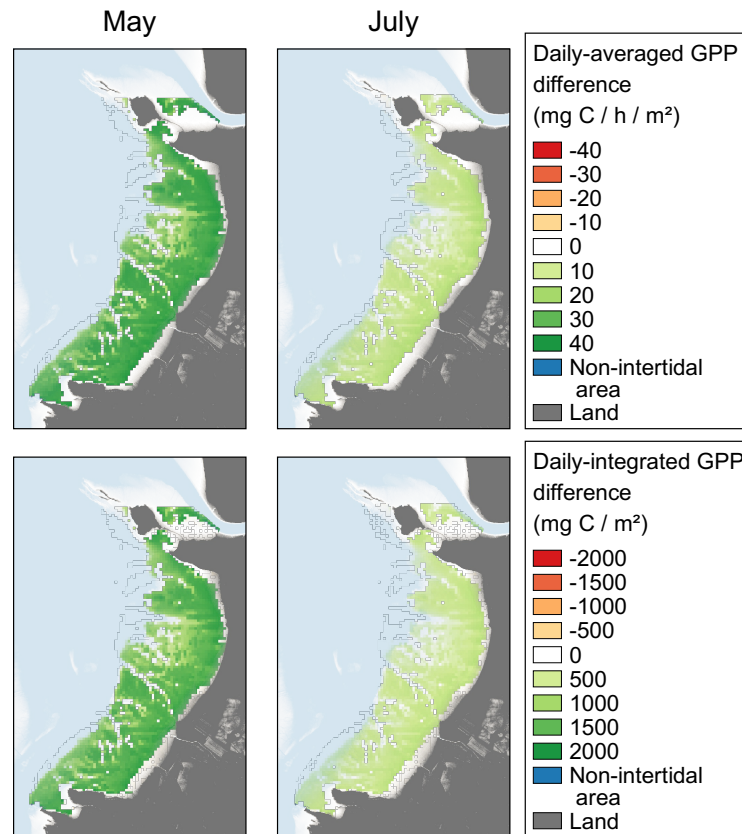 May
July
Daily-averaged GPP
difference
(mg C / h / m²)
-40
-30
-20
-10
0
10
20
30
40
Non-intertidal
area
Land
Daily-integrated GPP
difference
(mg C / m²)
-2000
-1500
-1000
-500
0
500
1000
1500
2000
Non-intertidal
area
Land